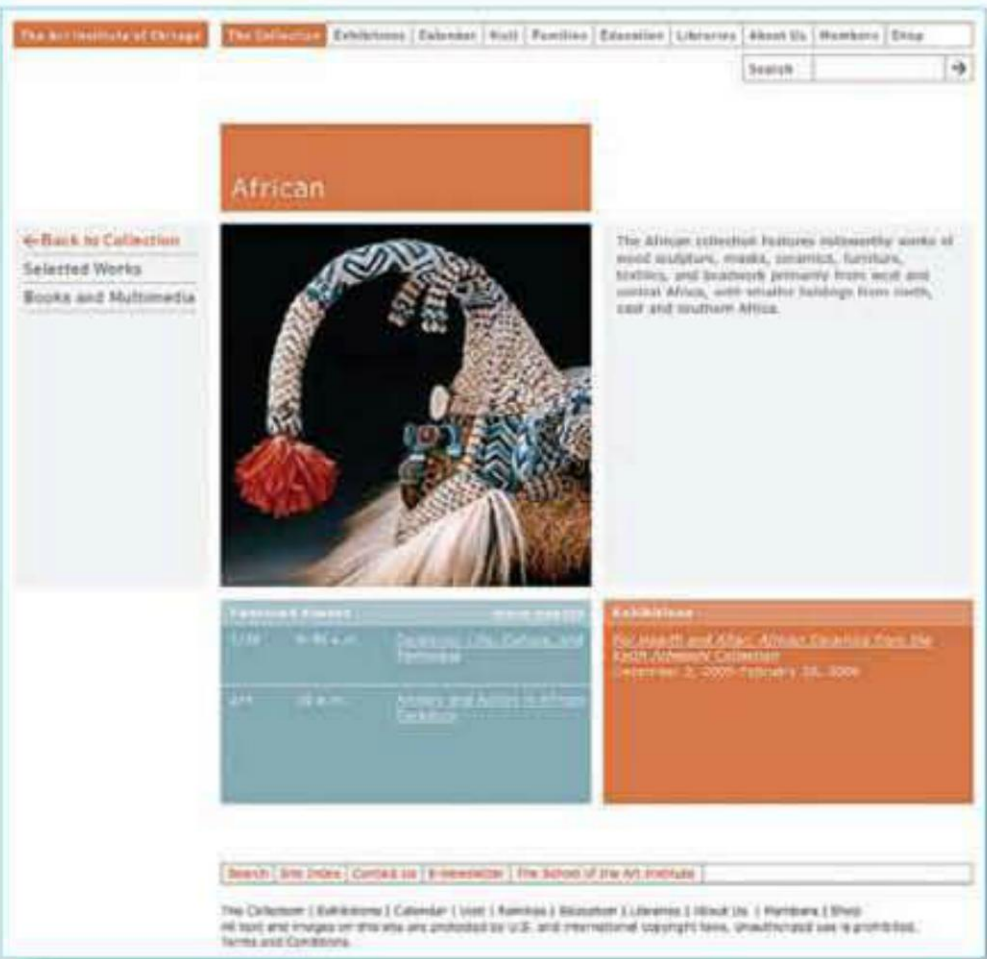 The Art Institute of Chicago
The Collection Exhibitions Calendar Visit Families Education Libraries About Us Members Shop
Search
African
←Back to Collection
Selected Works
Books and Multimedia
The African collection features noteworthy works of
wood sculpture, masks, ceramics, furniture,
textiles, and beadwork primarily from west and
central Africa, with smaller holdings from north,
east and southern Africa.
Exhibitions
For Hearth and Altar: African Ceramics from the
Keith Achepohl Collection
Search | Site Index | Contact Us | E-Newsletter | The School of the Art Institute |
The Collection | Exhibitions | Calendar | Visit | Families | Education | Libraries | About Us | Members | Shop
All text and images on this site are protected by U.S. and international copyright laws. Unauthorized use is prohibited.
Terms and Conditions.